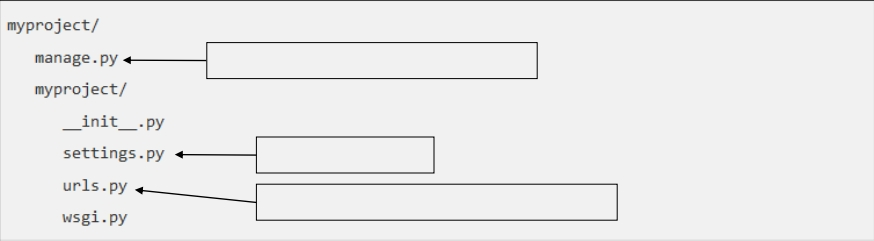 myproject/
manage.py
myproject/
__init__.py
settings.py
urls.py
wsgi.py